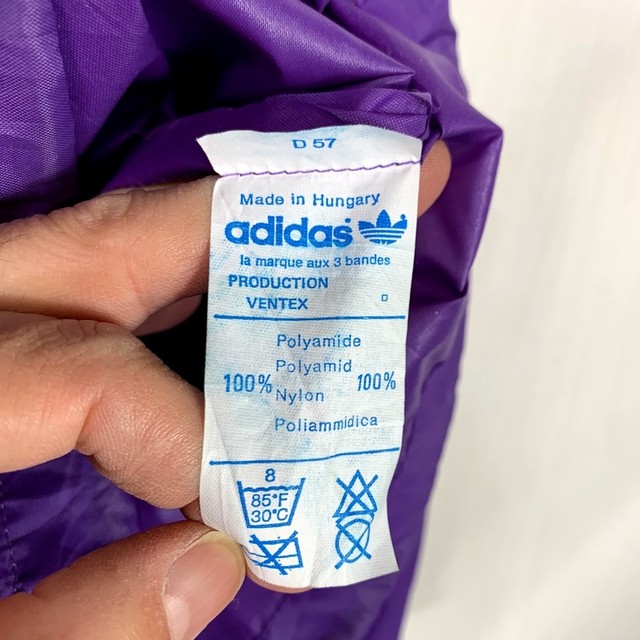 D 57
Made in Hungary
adidas
la marque aux 3 bandes
PRODUCTION
VENTEX
Polyamide
Polyamid
100% 100%
Nylon
Poliammidica
8
85°F
30°C